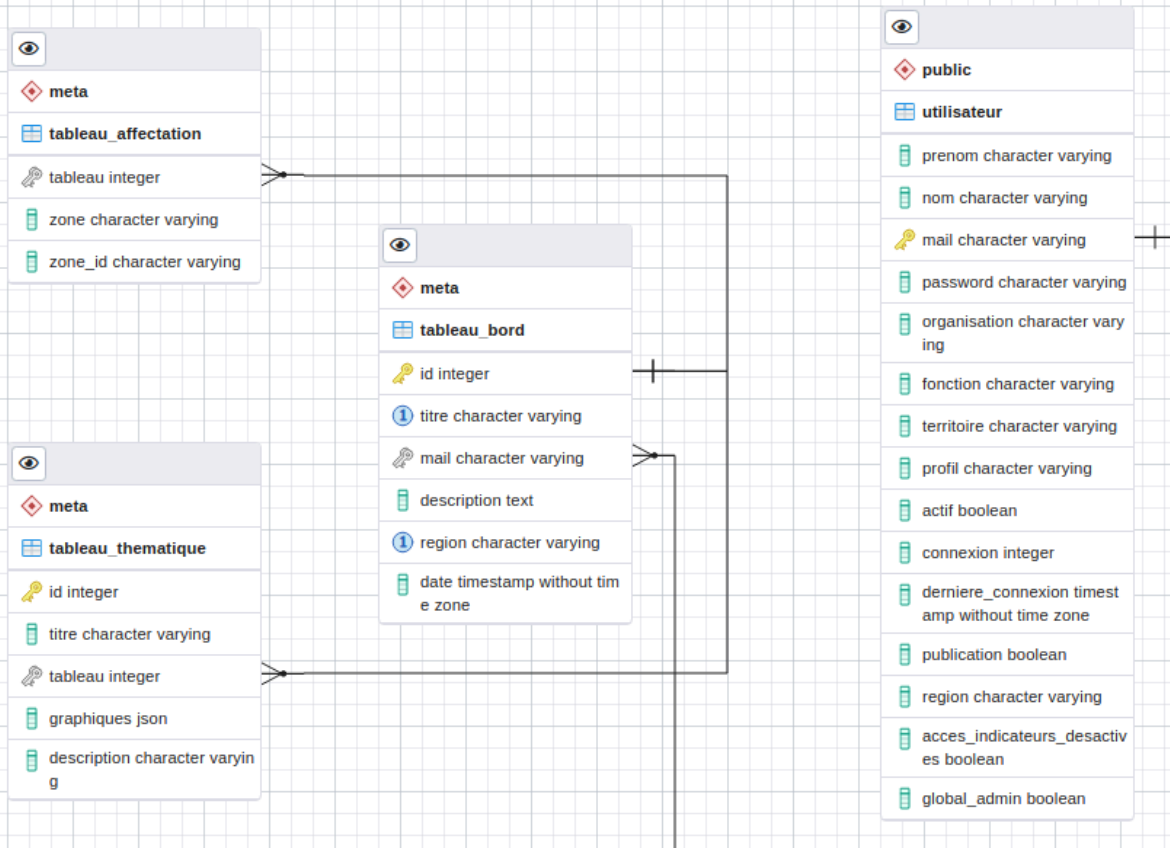 meta
tableau_affectation
tableau integer
zone character varying
zone_id character varying
meta
tableau_bord
id integer
1 titre character varying
mail character varying
description text
1 region character varying
date timestamp without tim
e zone
meta
tableau_thematique
id integer
titre character varying
tableau integer
graphiques json
description character varyin
g
public
utilisateur
prenom character varying
nom character varying
mail character varying
password character varying
organisation character vary
ing
fonction character varying
territoire character varying
profil character varying
actif boolean
connexion integer
derniere_connexion timest
amp without time zone
publication boolean
region character varying
acces_indicateurs_desactiv
es boolean
global_admin boolean